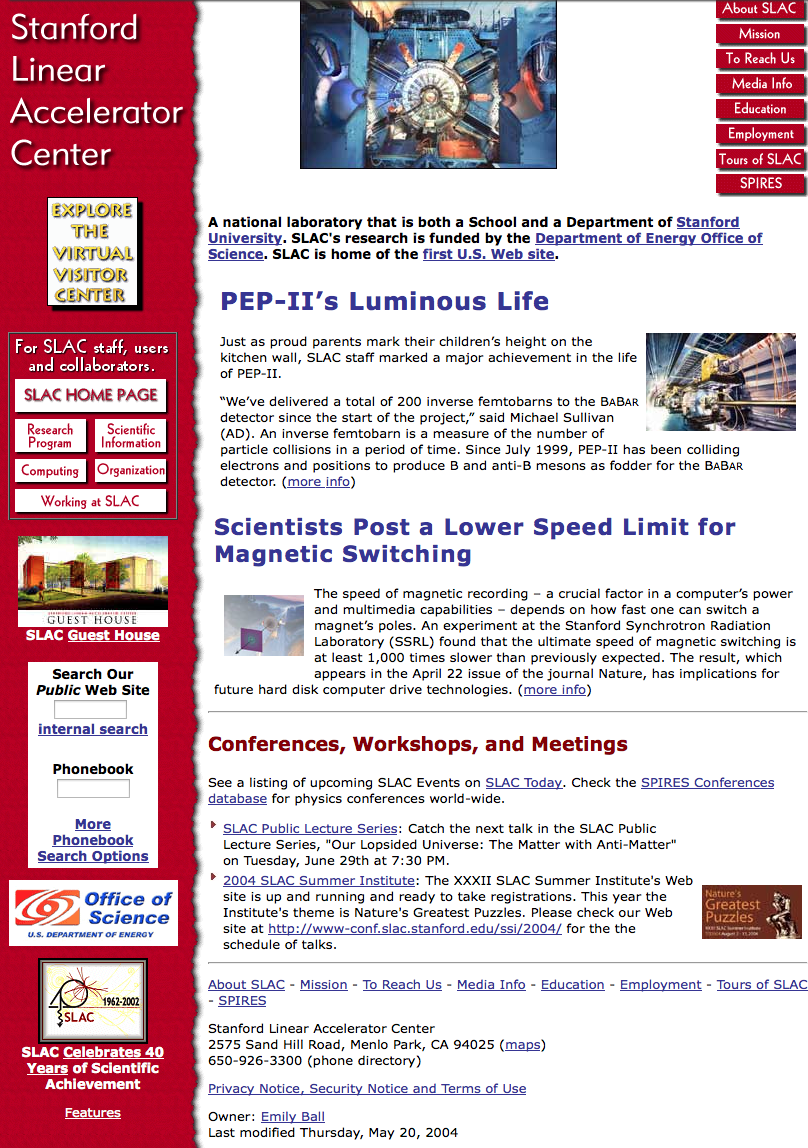 Stanford
Linear
Accelerator
Center
EXPLORE
THE
VIRTUAL
VISITOR
CENTER
For SLAC staff, users
and collaborators.
SLAC HOME PAGE
Research
Program
Scientific
Information
Computing
Organization
Working at SLAC
GUEST HOUSE
SLAC Guest House
Search Our
Public Web Site
internal search
Phonebook
More
Phonebook
Search Options
Office of
Science
U.S. DEPARTMENT OF ENERGY
40
1962-2002
SLAC
SLAC Celebrates 40
Years of Scientific
Achievement
Features
About SLAC
Mission
To Reach Us
Media Info
Education
Employment
Tours of SLAC
SPIRES
A national laboratory that is both a School and a Department of Stanford
University. SLAC's research is funded by the Department of Energy Office of
Science. SLAC is home of the first U.S. Web site.
PEP-II’s Luminous Life
Just as proud parents mark their children’s height on the
kitchen wall, SLAC staff marked a major achievement in the life
of PEP-II.
“We’ve delivered a total of 200 inverse femtobarns to the BABAR
detector since the start of the project,” said Michael Sullivan
(AD). An inverse femtobarn is a measure of the number of
particle collisions in a period of time. Since July 1999, PEP-II has been colliding
electrons and positions to produce B and anti-B mesons as fodder for the BABAR
detector. (more info)
Scientists Post a Lower Speed Limit for
Magnetic Switching
The speed of magnetic recording – a crucial factor in a computer’s power
and multimedia capabilities – depends on how fast one can switch a
magnet’s poles. An experiment at the Stanford Synchrotron Radiation
Laboratory (SSRL) found that the ultimate speed of magnetic switching is
at least 1,000 times slower than previously expected. The result, which
appears in the April 22 issue of the journal Nature, has implications for
future hard disk computer drive technologies. (more info)
Conferences, Workshops, and Meetings
See a listing of upcoming SLAC Events on SLAC Today. Check the SPIRES Conferences
database for physics conferences world-wide.
SLAC Public Lecture Series: Catch the next talk in the SLAC Public
Lecture Series, "Our Lopsided Universe: The Matter with Anti-Matter"
on Tuesday, June 29th at 7:30 PM.
2004 SLAC Summer Institute: The XXXII SLAC Summer Institute's Web
site is up and running and ready to take registrations. This year the
Institute's theme is Nature's Greatest Puzzles. Please check our Web
site at http://www-conf.slac.stanford.edu/ssi/2004/ for the the
schedule of talks.
Nature's
Greatest
Puzzles
About SLAC - Mission - To Reach Us - Media Info - Education - Employment - Tours of SLAC
- SPIRES
Stanford Linear Accelerator Center
2575 Sand Hill Road, Menlo Park, CA 94025 (maps)
650-926-3300 (phone directory)
Privacy Notice, Security Notice and Terms of Use
Owner: Emily Ball
Last modified Thursday, May 20, 2004